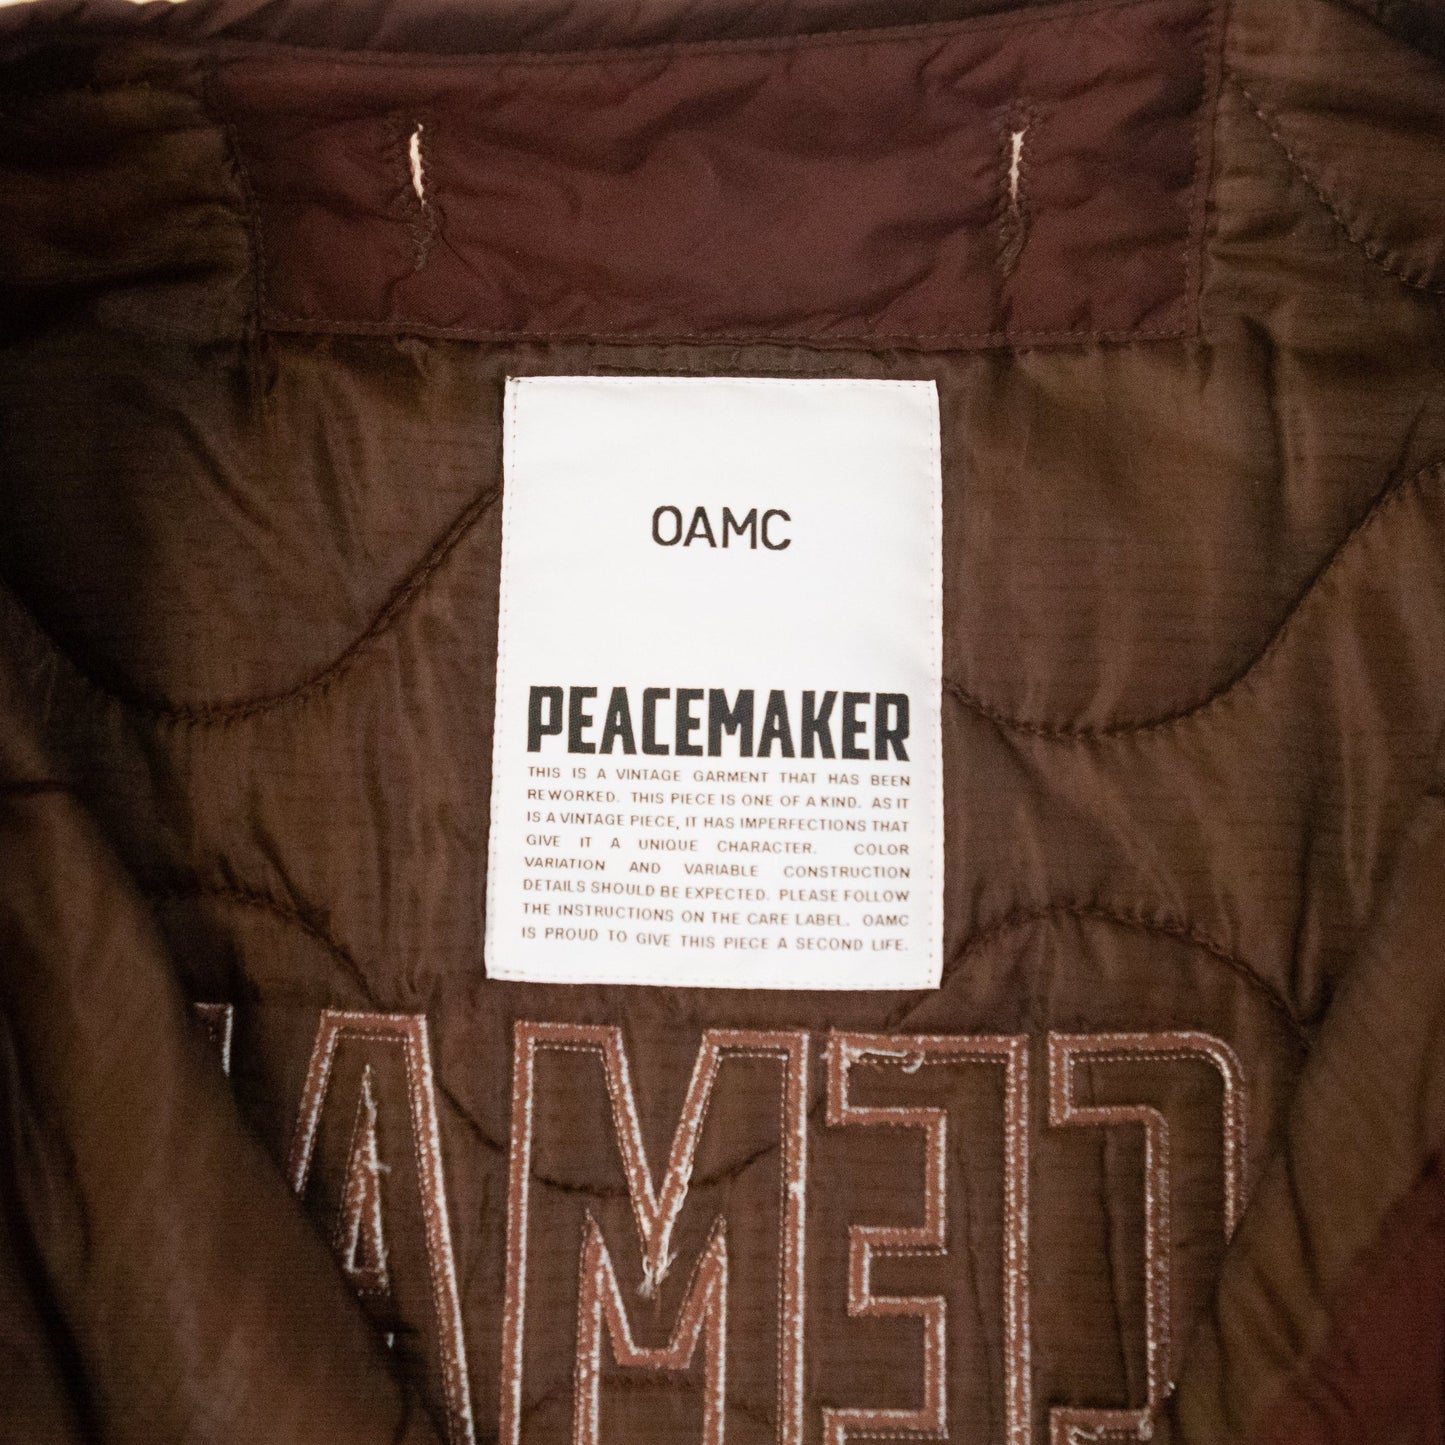 OAMC
PEACEMAKER
THIS IS A VINTAGE GARMENT THAT HAS BEEN
REWORKED. THIS PIECE IS ONE OF A KIND. AS IT
IS A VINTAGE PIECE, IT HAS IMPERFECTIONS THAT
GIVE IT A UNIQUE CHARACTER. COLOR
VARIATION AND VARIABLE CONSTRUCTION
DETAILS SHOULD BE EXPECTED. PLEASE FOLLOW
THE INSTRUCTIONS ON THE CARE LABEL. OAMC
IS PROUD TO GIVE THIS PIECE A SECOND LIFE.